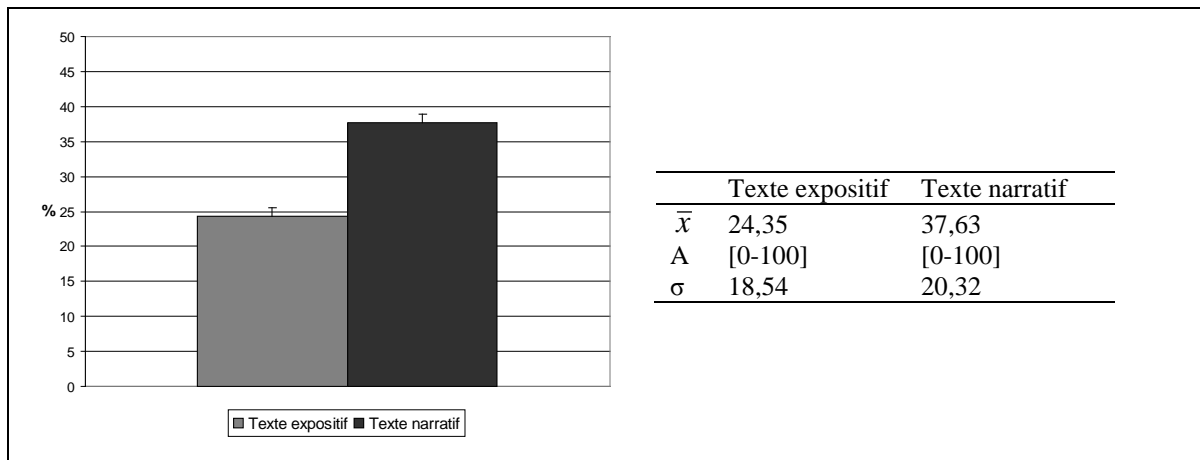 50
45
40
35
30
25
20
15
10
5
0
%
Texte expositif Texte narratif
Texte expositif Texte narratif
x̅ 24,35 37,63
A [0-100] [0-100]
σ 18,54 20,32